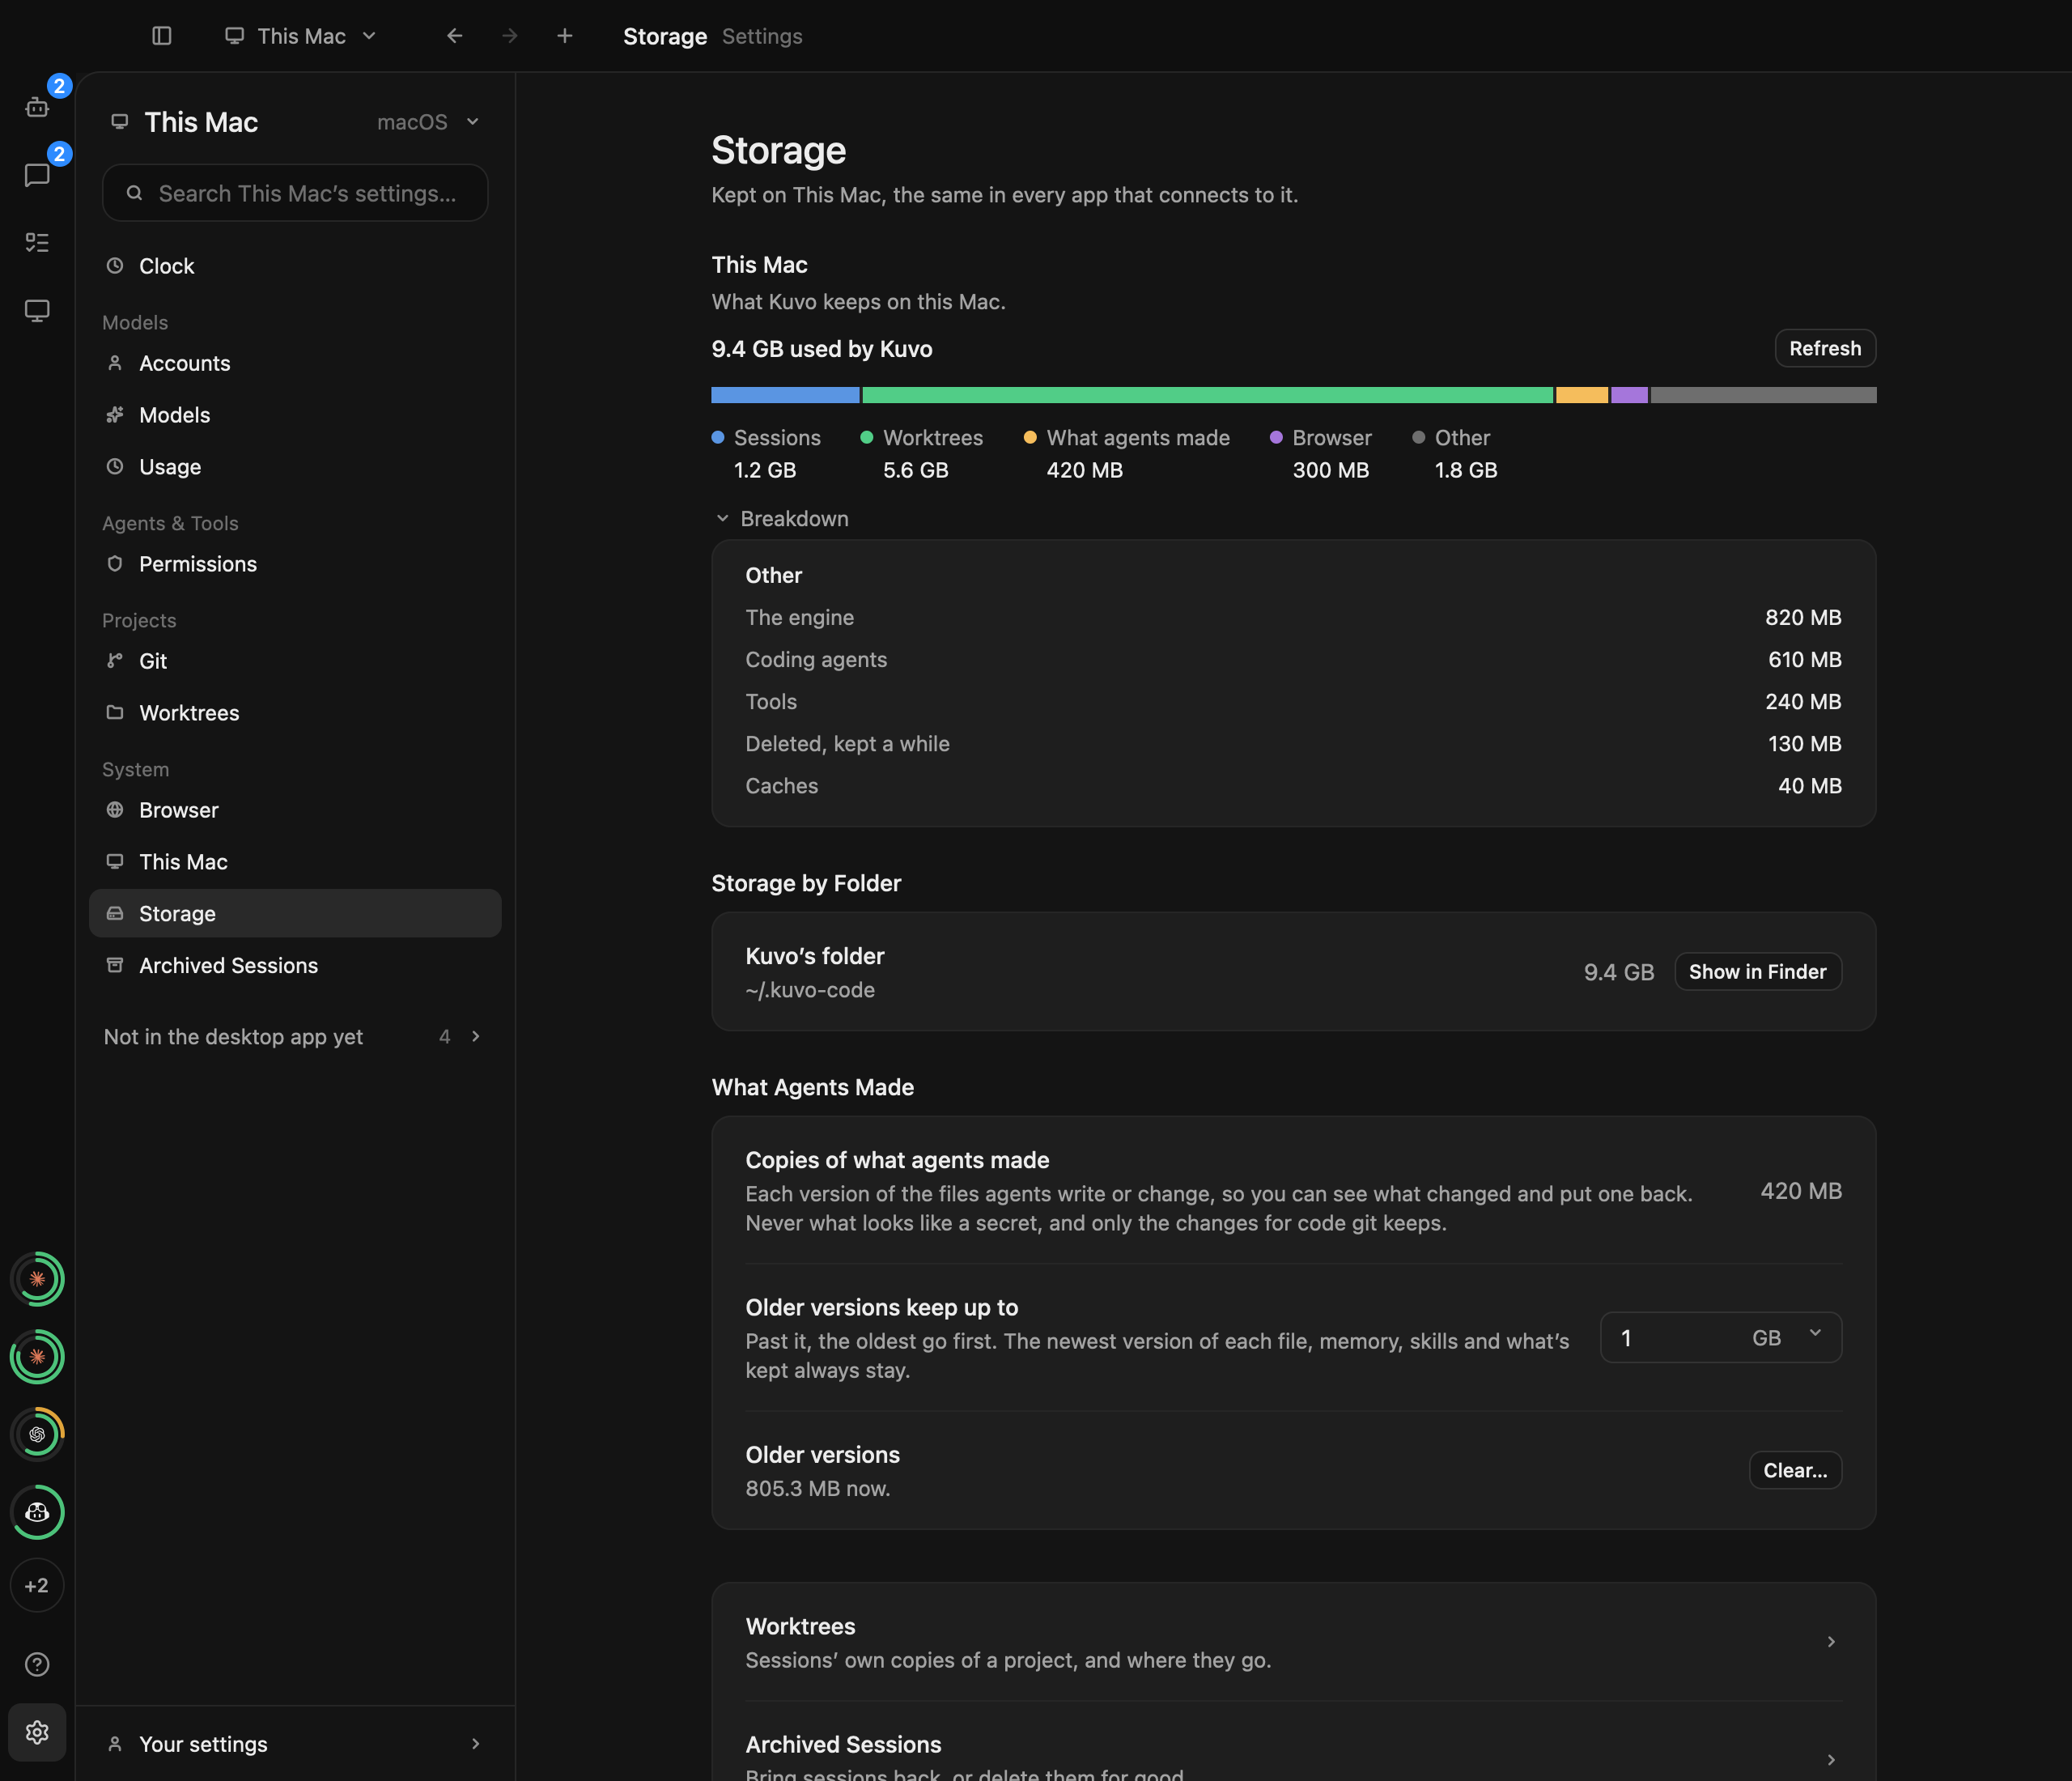 This Mac
Storage Settings
2
2
This Mac macOS
Search This Mac’s settings...
Clock
Models
Accounts
Models
Usage
Agents & Tools
Permissions
Projects
Git
Worktrees
System
Browser
This Mac
Storage
Archived Sessions
Not in the desktop app yet 4
+2
Your settings
Storage
Kept on This Mac, the same in every app that connects to it.
This Mac
What Kuvo keeps on this Mac.
9.4 GB used by Kuvo Refresh
Sessions Worktrees What agents made Browser Other
1.2 GB 5.6 GB 420 MB 300 MB 1.8 GB
Breakdown
Other
The engine 820 MB
Coding agents 610 MB
Tools 240 MB
Deleted, kept a while 130 MB
Caches 40 MB
Storage by Folder
Kuvo’s folder
~/.kuvo-code
9.4 GB Show in Finder
What Agents Made
Copies of what agents made
Each version of the files agents write or change, so you can see what changed and put one back.
Never what looks like a secret, and only the changes for code git keeps.
420 MB
Older versions keep up to
Past it, the oldest go first. The newest version of each file, memory, skills and what’s
kept always stay.
1 GB
Older versions
805.3 MB now.
Clear...
Worktrees
Sessions’ own copies of a project, and where they go.
Archived Sessions
Bring sessions back, or delete them for good.